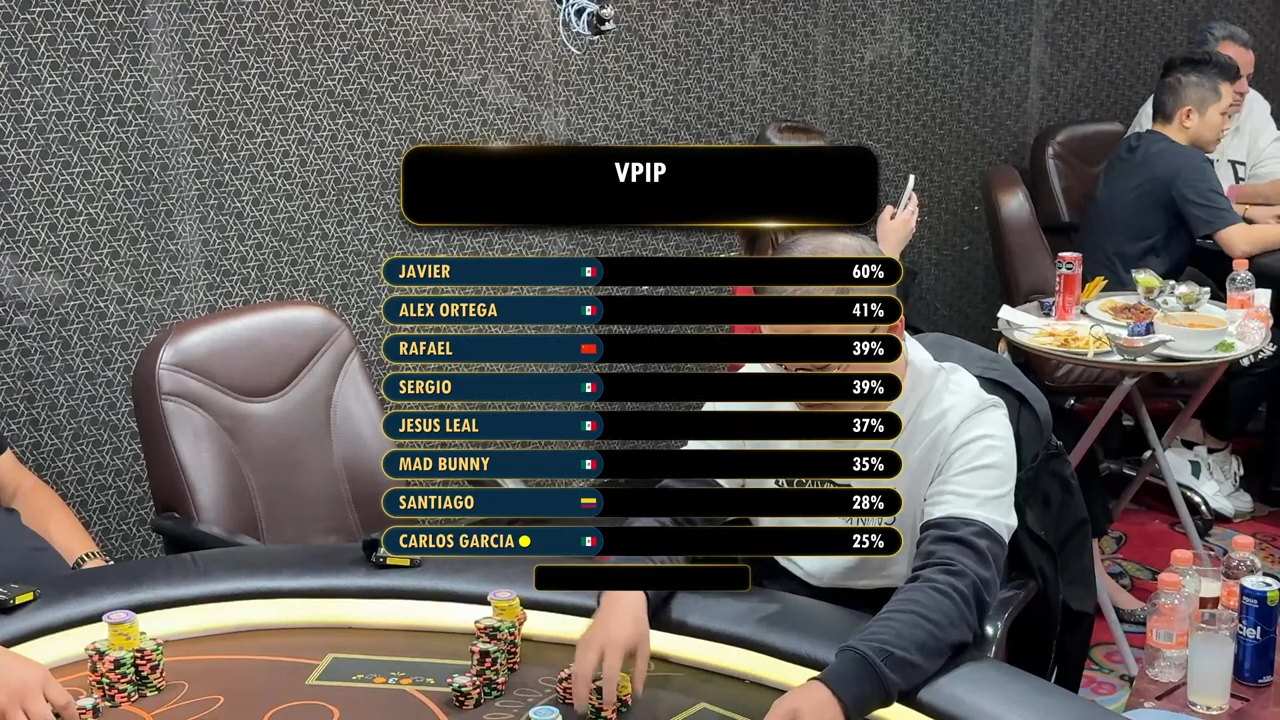 VPIP
JAVIER 60%
ALEX ORTEGA 41%
RAFAEL 39%
SERGIO 39%
JESUS LEAL 37%
MAD BUNNY 35%
SANTIAGO 28%
CARLOS GARCIA 25%
ciel